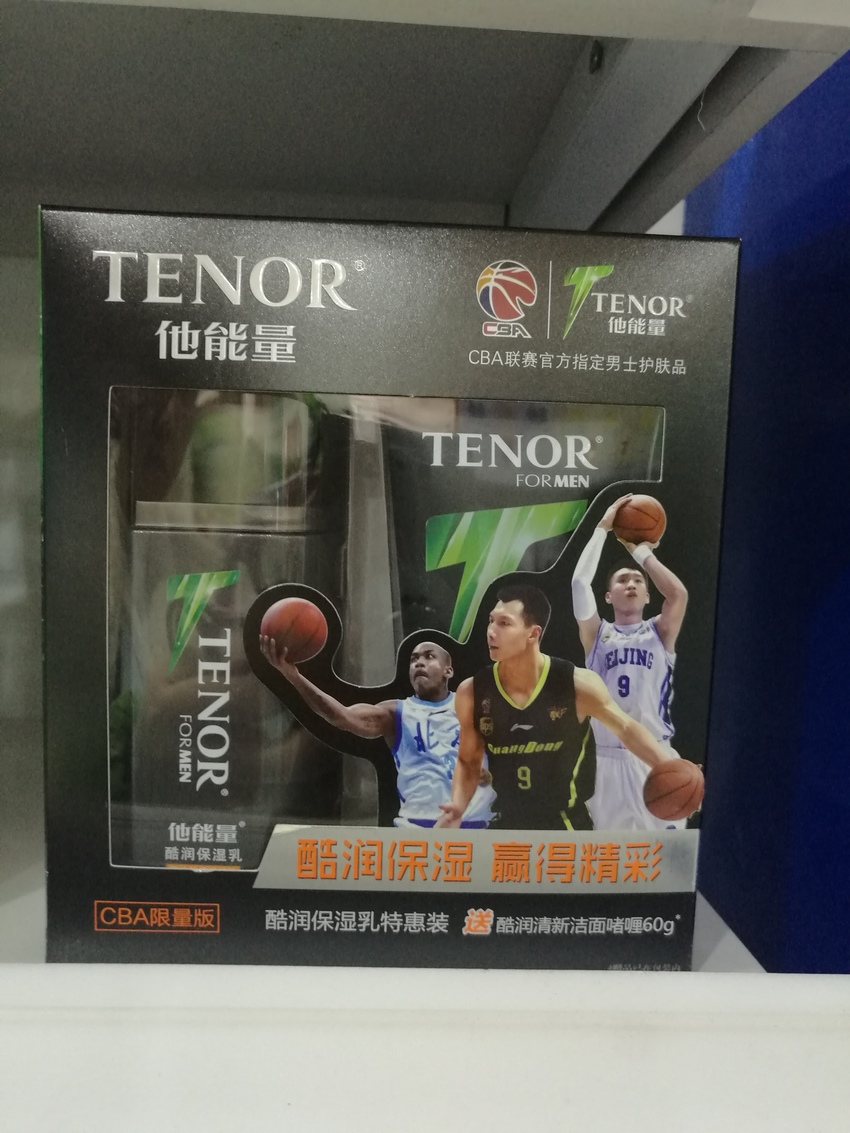 TENOR®
他能量
CBA
TENOR®
他能量
CBA联赛官方指定男士护肤品
TENOR®
FOR MEN
TENOR®
FOR MEN
他能量®
酷润保湿乳
EIJING
9
GuangDong
9
酷润保湿 赢得精彩
CBA限量版
酷润保湿乳特惠装 送 酷润清新洁面啫喱60g*